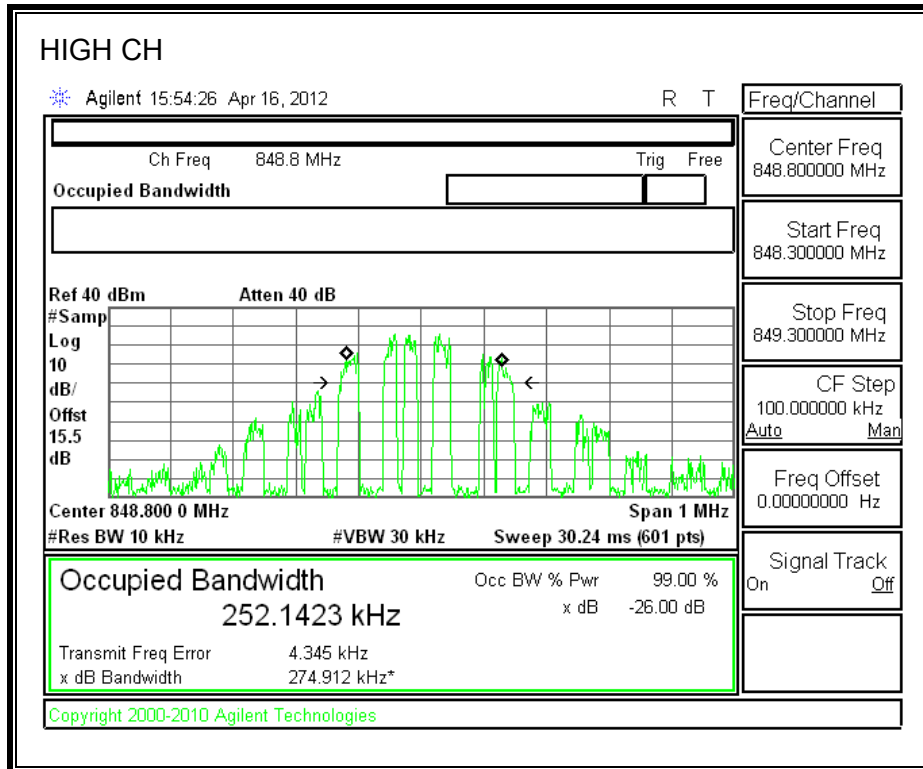 HIGH CH
Agilent 15:54:26 Apr 16, 2012 R T
Freq/Channel
Ch Freq 848.8 MHz Trig Free
Occupied Bandwidth
Center Freq
848.800000 MHz
Start Freq
848.300000 MHz
Stop Freq
849.300000 MHz
CF Step
100.000000 kHz
Auto Man
Freq Offset
0.00000000 Hz
Signal Track
On Off
Ref 40 dBm Atten 40 dB
#Samp
Log
10
dB/
Offst
15.5
dB
Center 848.800 0 MHz Span 1 MHz
#Res BW 10 kHz #VBW 30 kHz Sweep 30.24 ms (601 pts)
Occupied Bandwidth Occ BW % Pwr 99.00 %
252.1423 kHz x dB -26.00 dB
Transmit Freq Error 4.345 kHz
x dB Bandwidth 274.912 kHz*
Copyright 2000-2010 Agilent Technologies